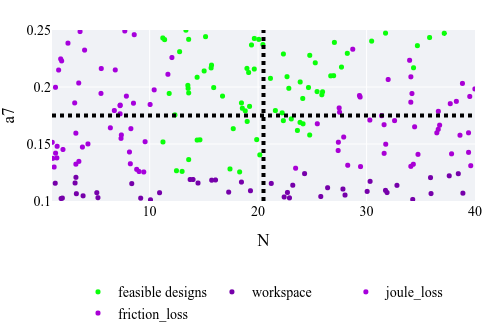 0.25
0.2
0.15
0.1
a7
10
20
30
40
N
feasible designs
workspace
joule_loss
friction_loss